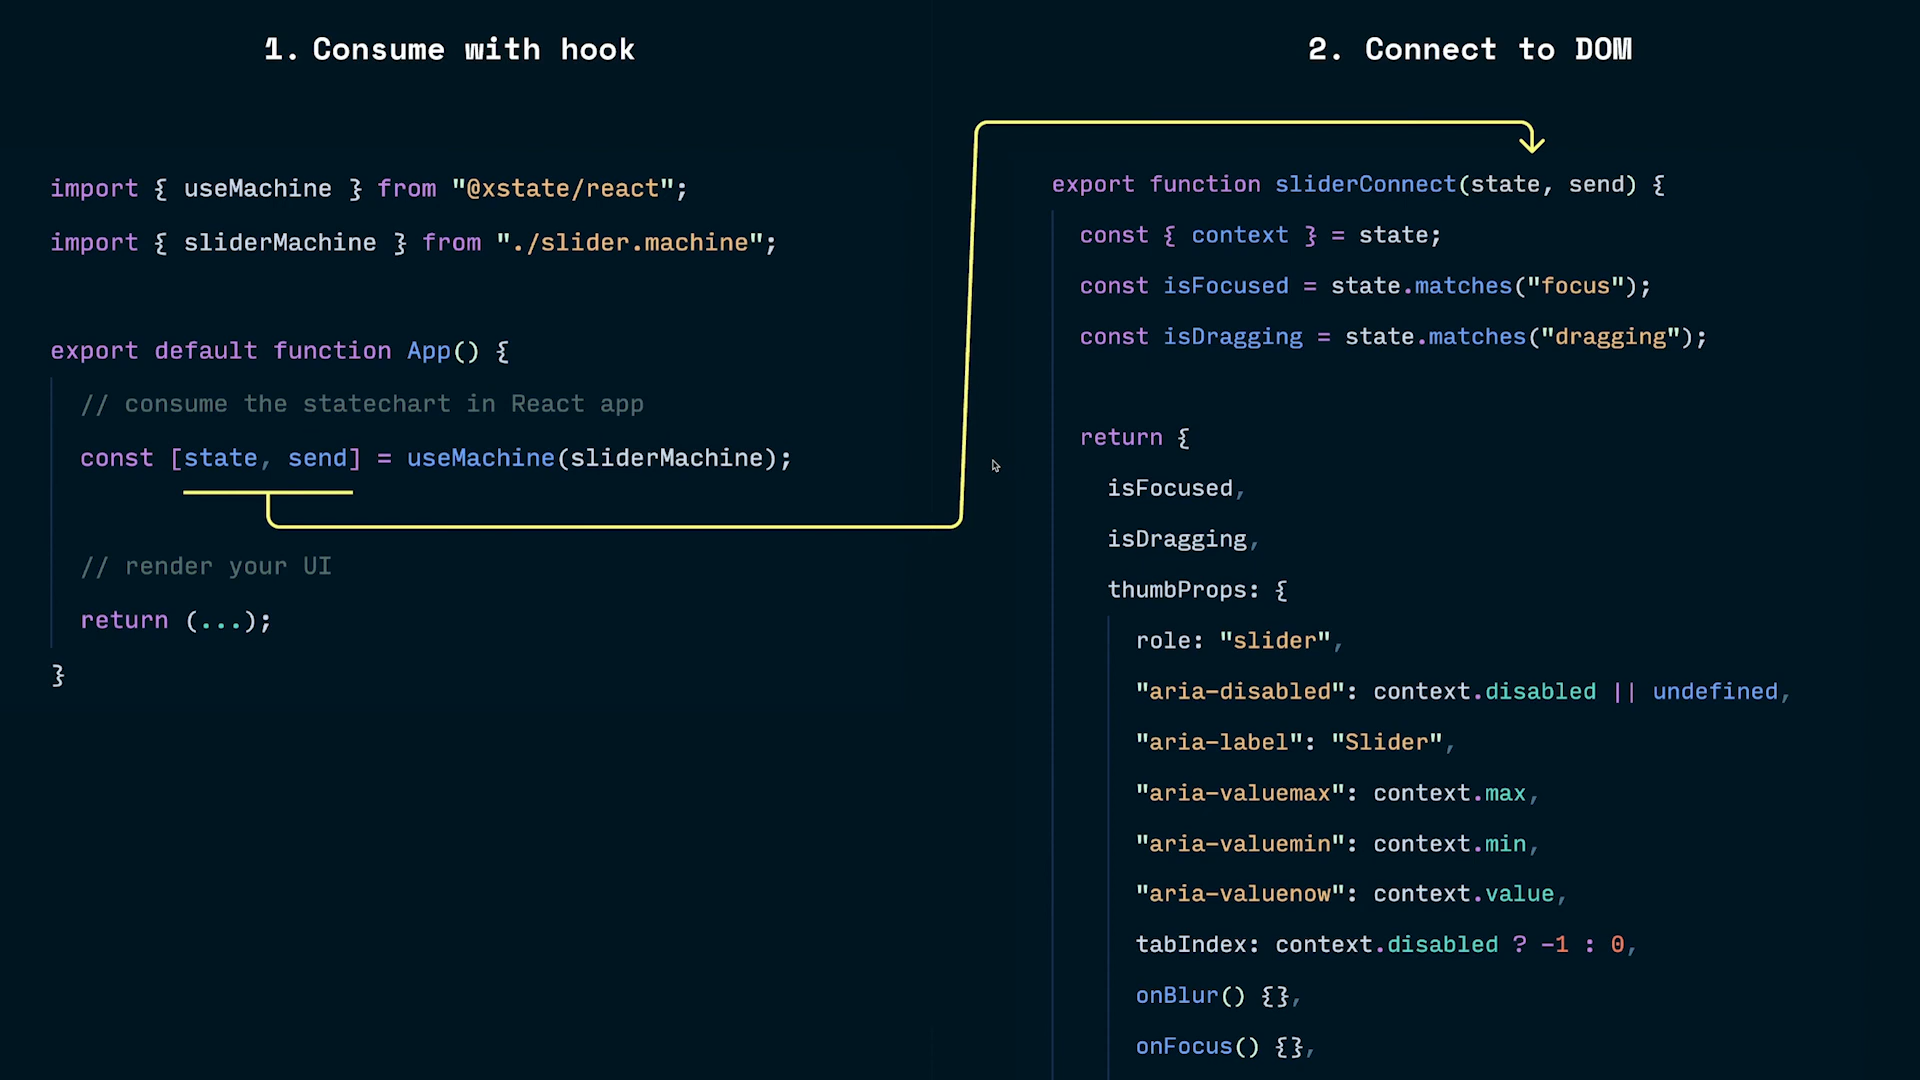 1. Consume with hook
import { useMachine } from "@xstate/react";
import { sliderMachine } from "./slider.machine";
export default function App() {
// consume the statechart in React app
const [state, send] = useMachine(sliderMachine);
// render your UI
return (...);
}
2. Connect to DOM
export function sliderConnect(state, send) {
const { context } = state;
const isFocused = state.matches("focus");
const isDragging = state.matches("dragging");
return {
isFocused,
isDragging,
thumbProps: {
role: "slider",
"aria-disabled": context.disabled || undefined,
"aria-label": "Slider",
"aria-valuemax": context.max,
"aria-valuemin": context.min,
"aria-valuenow": context.value,
tabIndex: context.disabled ? -1 : 0,
onBlur() {},
onFocus() {},